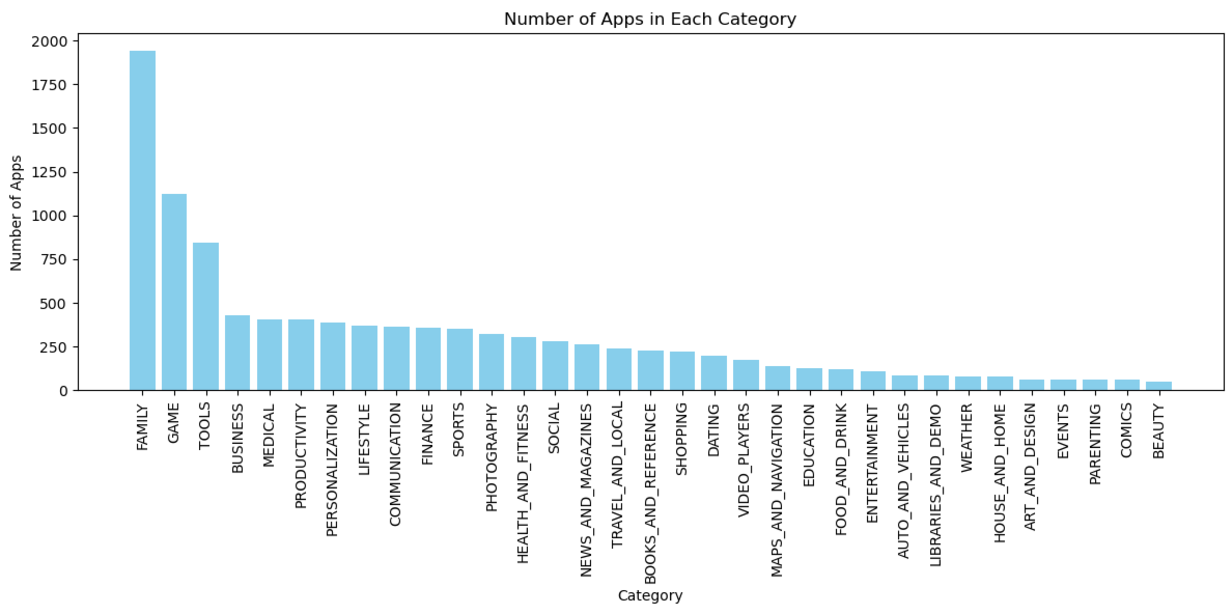 Number of Apps in Each Category
Number of Apps
2000
1750
1500
1250
1000
750
500
250
0
FAMILY
GAME
TOOLS
BUSINESS
MEDICAL
PRODUCTIVITY
PERSONALIZATION
LIFESTYLE
COMMUNICATION
FINANCE
SPORTS
PHOTOGRAPHY
HEALTH_AND_FITNESS
SOCIAL
NEWS_AND_MAGAZINES
TRAVEL_AND_LOCAL
BOOKS_AND_REFERENCE
SHOPPING
DATING
VIDEO_PLAYERS
MAPS_AND_NAVIGATION
EDUCATION
FOOD_AND_DRINK
ENTERTAINMENT
AUTO_AND_VEHICLES
LIBRARIES_AND_DEMO
WEATHER
HOUSE_AND_HOME
ART_AND_DESIGN
EVENTS
PARENTING
COMICS
BEAUTY
Category